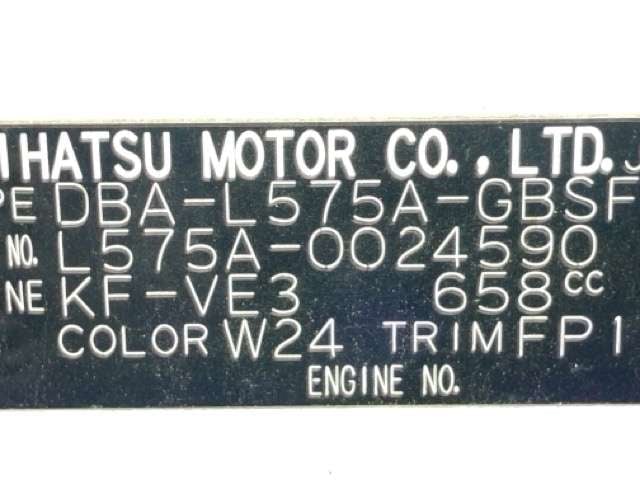 IHATSU MOTOR CO., LTD. J
PE DBA-L575A-GBSF
NO. L575A-0024590
NE KF-VE3 658cc
COLOR W24 TRIM FP1
ENGINE NO.